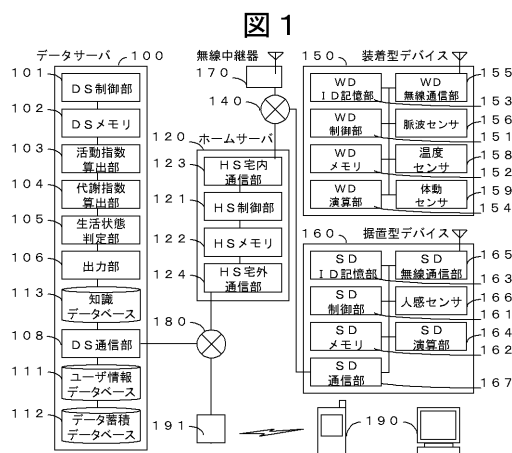 図１
データサーバ
１００
１０１
ＤＳ制御部
１０２
ＤＳメモリ
１０３
活動指数
算出部
１０４
代謝指数
算出部
１０５
生活状態
判定部
１０６
出力部
１１３
知識
データベース
１０８
ＤＳ通信部
１１１
ユーザ情報
データベース
１１２
データ蓄積
データベース
無線中継器
１７０
１４０
１２０
ホームサーバ
１２３
ＨＳ宅内
通信部
１２１
ＨＳ制御部
１２２
ＨＳメモリ
１２４
ＨＳ宅外
通信部
１８０
１９１
１９０
１５０
装着型デバイス
ＷＤ
ＩＤ記憶部
１５３
ＷＤ
無線通信部
１５５
ＷＤ
制御部
１５１
脈波センサ
１５６
ＷＤ
メモリ
１５２
温度
センサ
１５８
ＷＤ
演算部
１５４
体動
センサ
１５９
１６０
据置型デバイス
ＳＤ
ＩＤ記憶部
１６３
ＳＤ
無線通信部
１６５
ＳＤ
制御部
１６１
人感センサ
１６６
ＳＤ
メモリ
１６２
ＳＤ
演算部
１６４
ＳＤ
通信部
１６７